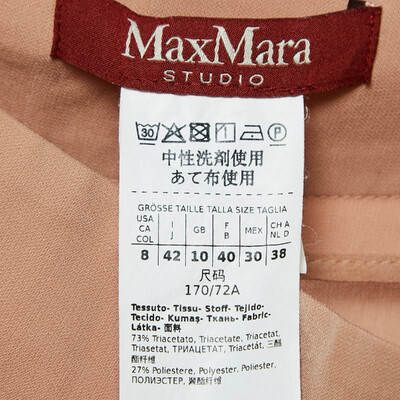 MaxMara
STUDIO
30
中性洗剤使用
あて布使用
GRÖSSE TAILLE TALLA SIZE TAGLIA
USA CA COL I J GB F B MEX CH A NL D
8 42 10 40 30 38
尺码
170/72A
Tessuto- Tissu- Stoff- Tejido-
Tecido- Kumaş- Ткань- Fabric-
Látka- 面料
73% Triacetato, Triacetate, Triacetat,
Triasetat, ТРИАЦЕТАТ, Triacetát, 三醋
酯纤维
27% Poliestere, Polyester, Poliester,
ПОЛИЭСТЕР, 聚酯纤维